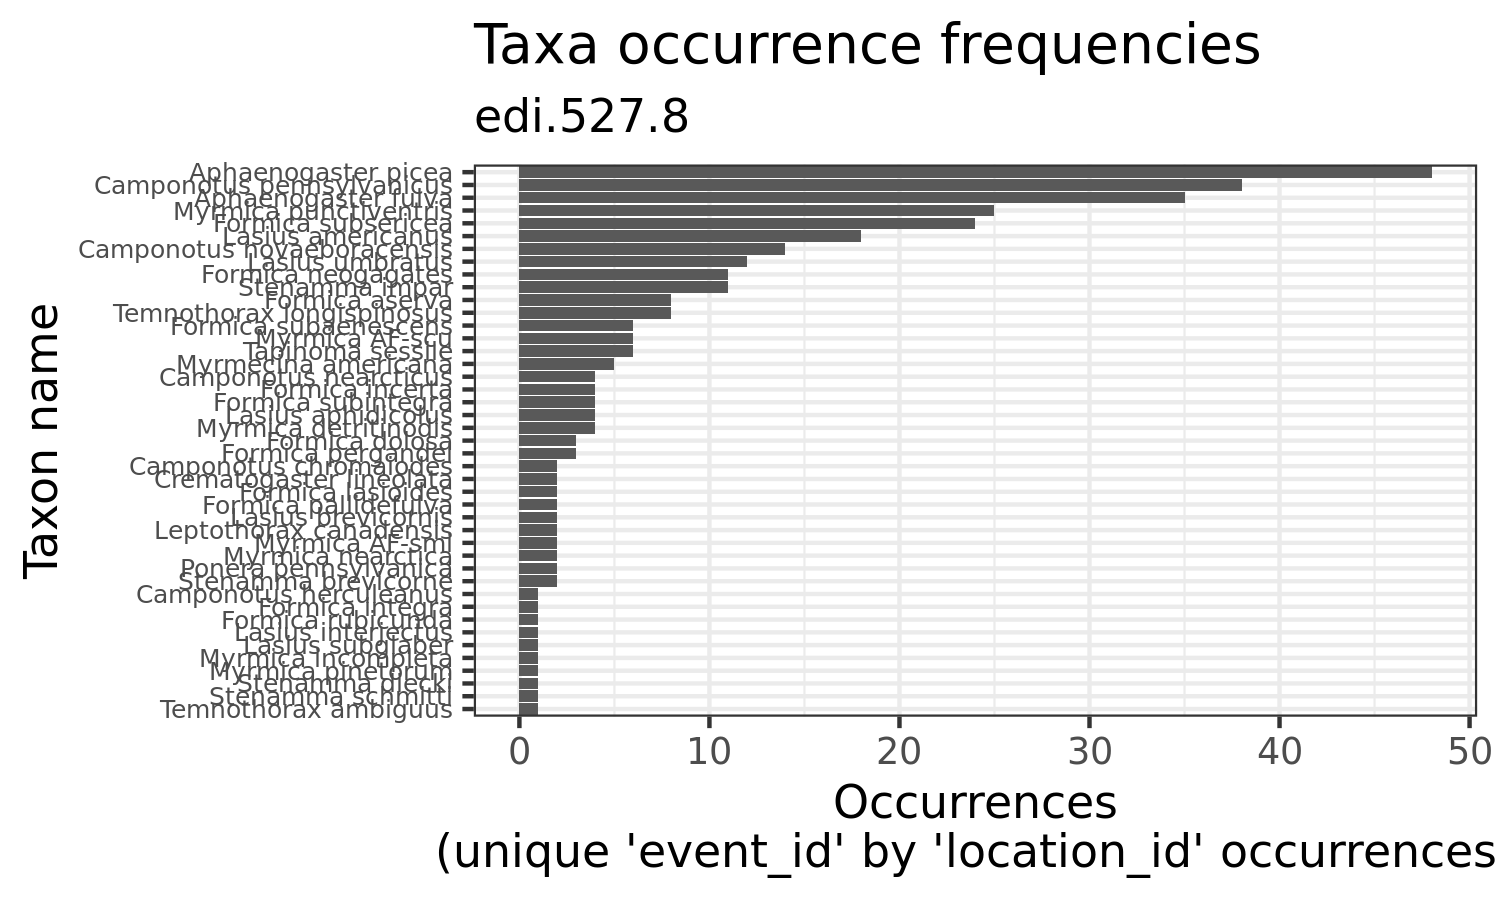 Taxa occurrence frequencies
edi.527.8
Taxon name
Aphaenogaster picea
Camponotus pennsylvanicus
Aphaenogaster fulva
Myrmica punctiventris
Formica subsericea
Lasius americanus
Camponotus novaeboracensis
Lasius umbratus
Formica neogagates
Stenamma impar
Formica aserva
Temnothorax longispinosus
Formica subaenescens
Myrmica AF-scu
Tapinoma sessile
Myrmecina americana
Camponotus nearcticus
Formica incerta
Formica subintegra
Lasius aphidicolus
Myrmica detritinodis
Formica dolosa
Formica pergandei
Camponotus chromaiodes
Crematogaster lineolata
Formica lasioides
Formica pallidefulva
Lasius brevicornis
Leptothorax canadensis
Myrmica AF-smi
Myrmica nearctica
Ponera pennsylvanica
Stenamma brevicorne
Camponotus herculeanus
Formica integra
Formica rubicunda
Lasius interjectus
Lasius subglaber
Myrmica incompleta
Myrmica pinetorum
Stenamma diecki
Stenamma schmitti
Temnothorax ambiguus
0 10 20 30 40 50
Occurrences
(unique 'event_id' by 'location_id' occurrences